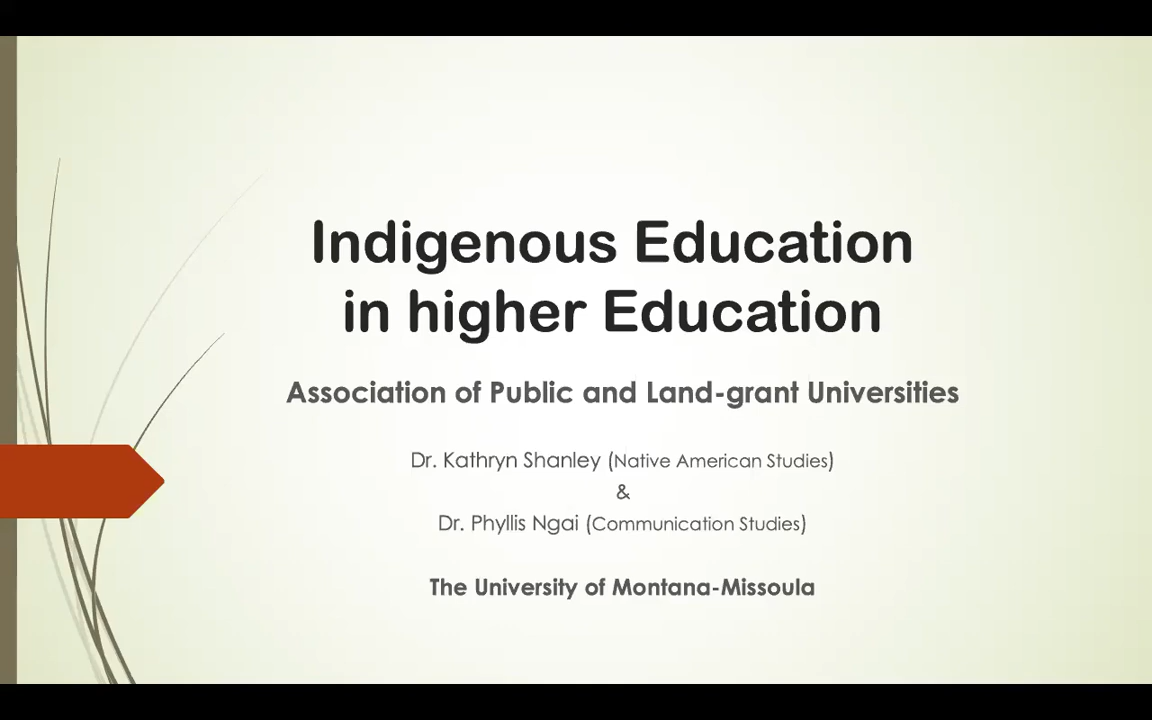 Indigenous Education
in higher Education
Association of Public and Land-grant Universities
Dr. Kathryn Shanley (Native American Studies)
&
Dr. Phyllis Ngai (Communication Studies)
The University of Montana-Missoula